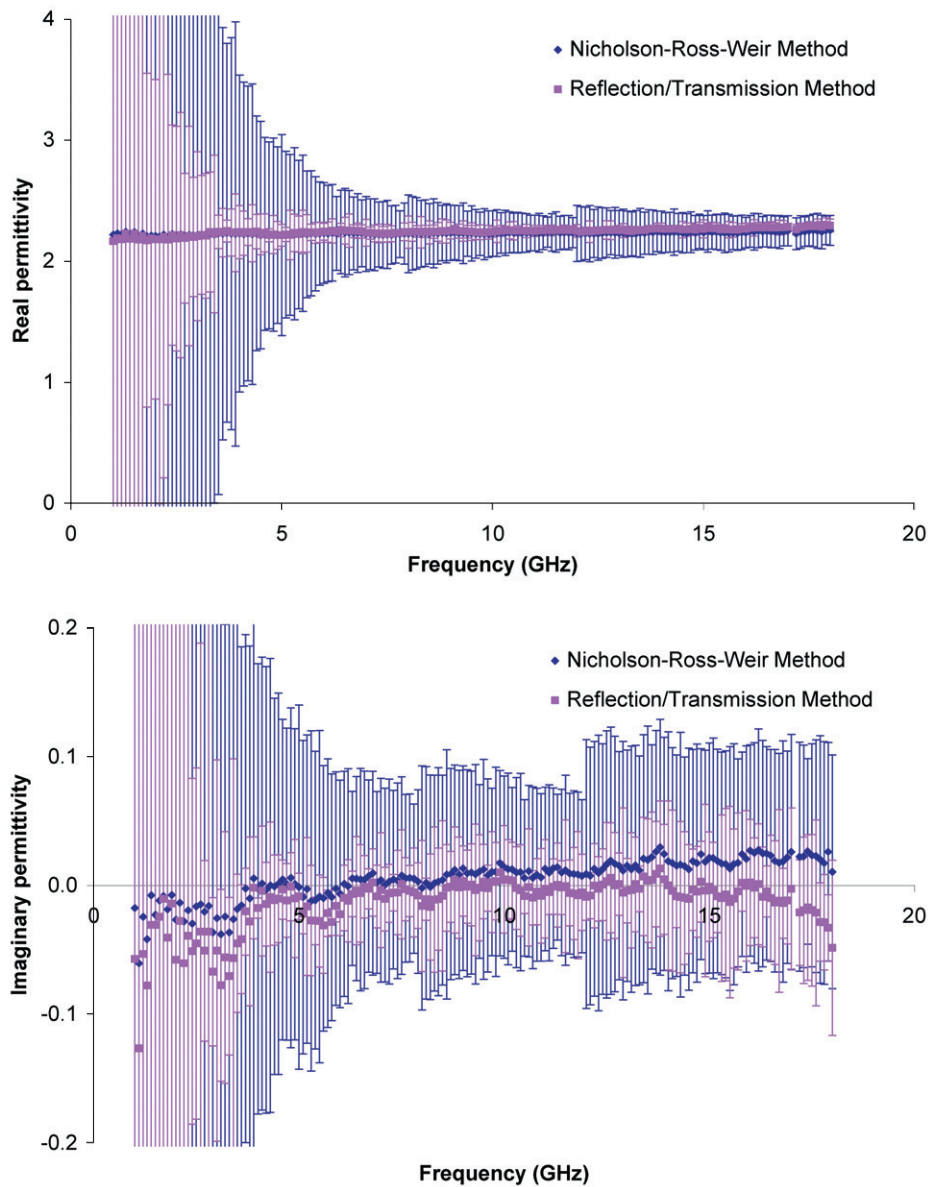 4
Nicholson-Ross-Weir Method
Reflection/Transmission Method
3
Real permittivity
2
1
0
0 5 10 15 20
Frequency (GHz)
0.2
Nicholson-Ross-Weir Method
Reflection/Transmission Method
0.1
Imaginary permittivity
0.0
0 5 10 15 20
-0.1
-0.2
Frequency (GHz)